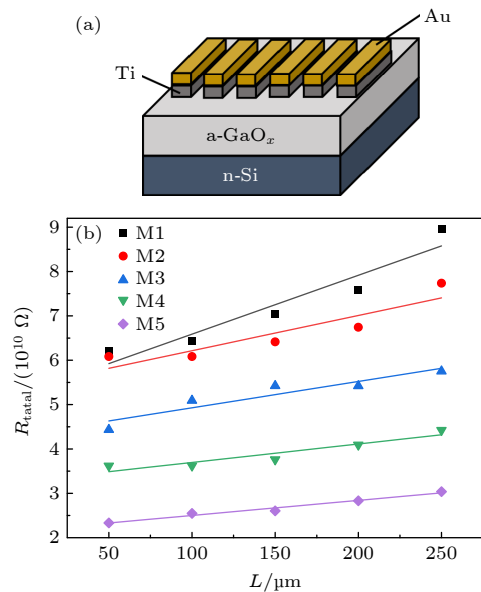 (a)
Au
Ti
a-GaOₓ
n-Si
(b)
M1
M2
M3
M4
M5
9
8
7
6
5
4
3
2
R_tatal/(10¹⁰ Ω)
50 100 150 200 250
L/µm